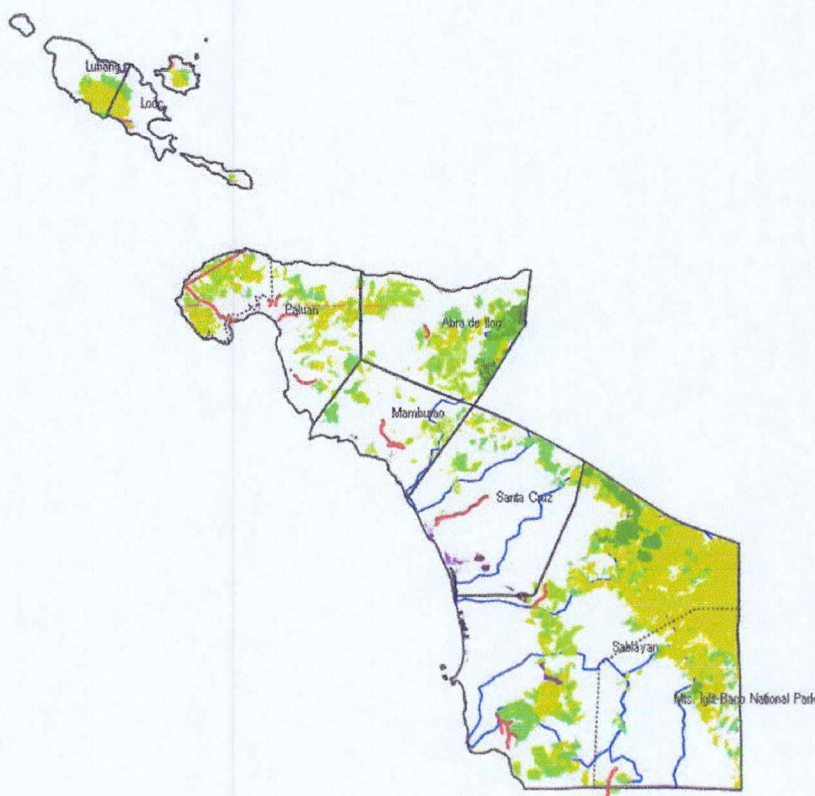 Lubang
Looc
Paluan
Abra de Ilog
Mamburao
Santa Cruz
Sablayan
Mts. Iglit-Baco National Park